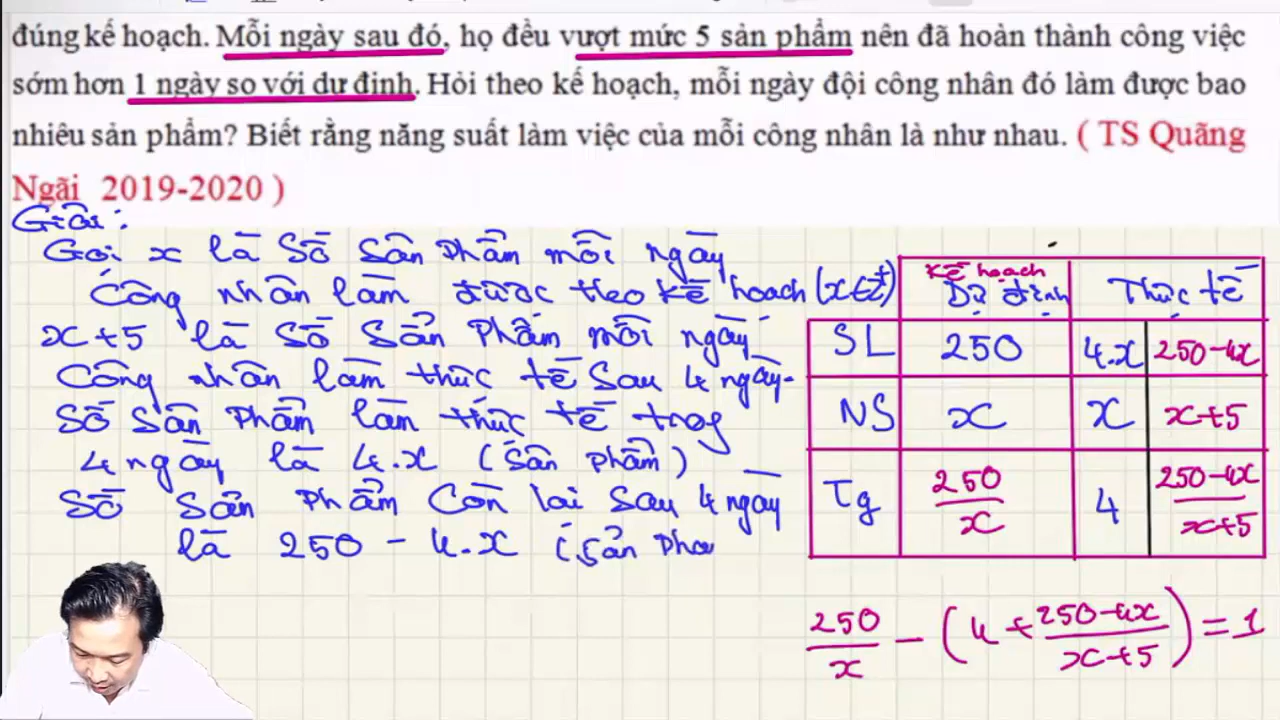 đúng kế hoạch. Mỗi ngày sau đó, họ đều vượt mức 5 sản phẩm nên đã hoàn thành công việc
sớm hơn 1 ngày so với dự định. Hỏi theo kế hoạch, mỗi ngày đội công nhân đó làm được bao
nhiêu sản phẩm? Biết rằng năng suất làm việc của mỗi công nhân là như nhau. ( TS Quãng
Ngãi 2019-2020 )
Giải:
Gọi x là số sản phẩm mỗi ngày
công nhân làm được theo kế hoạch (x∈Z⁺)
x+5 là số sản phẩm mỗi ngày
công nhân làm thực tế sau 4 ngày.
Số sản phẩm làm thực tế trog
4 ngày là 4.x (sản phẩm)
Số sản phẩm còn lại sau 4 ngày
là 250 - 4.x (sản phẩ
Kế hoạch
Dự định Thực tế
SL 250 4.x 250-4x
NS x x x+5
Tg 250/x 4 (250-4x)/(x+5)
250/x - (4 + (250-4x)/(x+5)) = 1